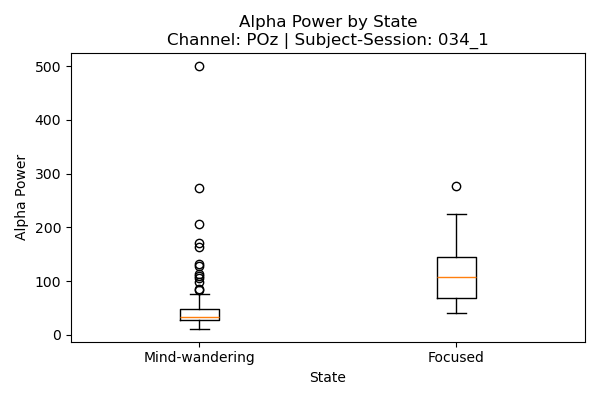 Alpha Power by State
Channel: POz | Subject-Session: 034_1
500
400
300
200
100
0
Alpha Power
Mind-wandering
Focused
State